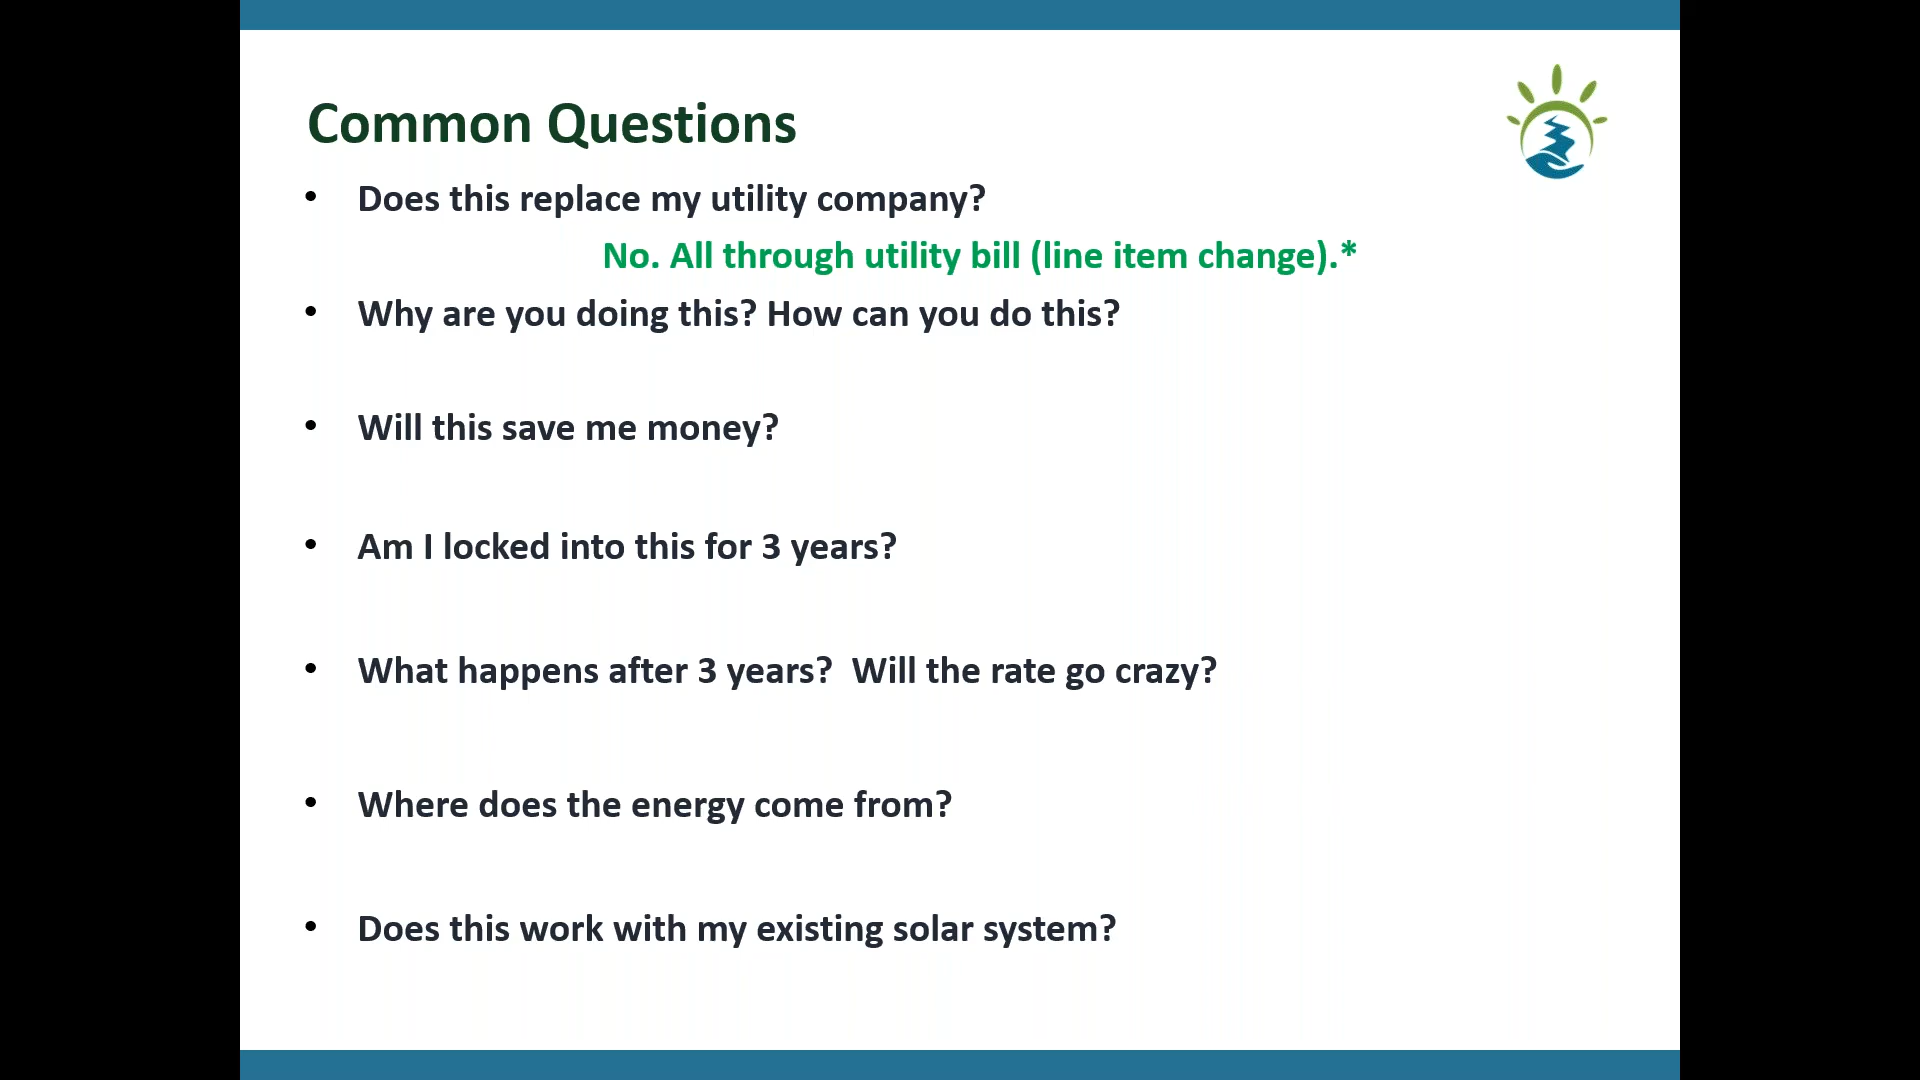 Common Questions
• Does this replace my utility company?
No. All through utility bill (line item change).*
• Why are you doing this? How can you do this?
• Will this save me money?
• Am I locked into this for 3 years?
• What happens after 3 years?  Will the rate go crazy?
• Where does the energy come from?
• Does this work with my existing solar system?